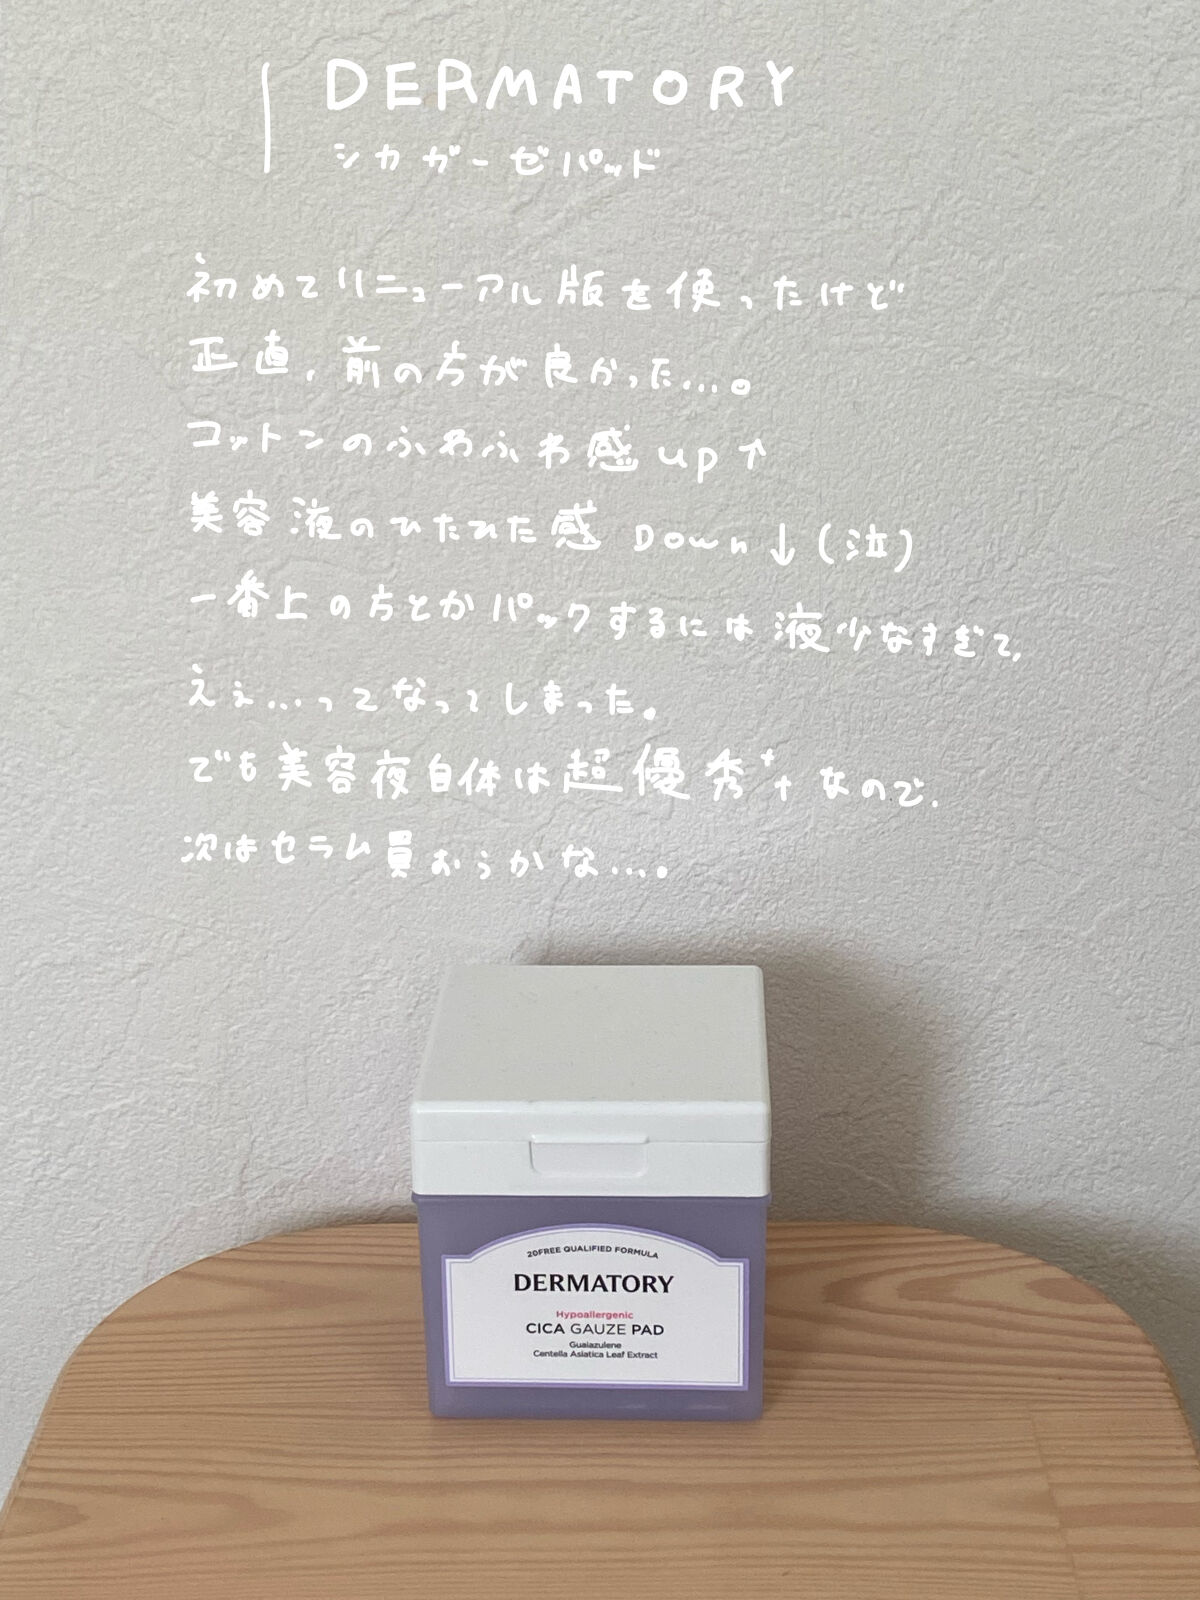 DERMATORY
シカガーゼパッド
初めてリニューアル版を使ったけど
正直、前の方が良かった...。
コットンのふわふわ感up↑
美容液のひたひた感 Down↓(泣)
一番上の方とかパックするには液少なすぎて、
ええ...ってなってしまった。
でも美容夜自体は超優秀⁺₊なので、
次はセラム買おうかな...。
20FREE QUALIFIED FORMULA
DERMATORY
Hypoallergenic
CICA GAUZE PAD
Guaiazulene
Centella Asiatica Leaf Extract